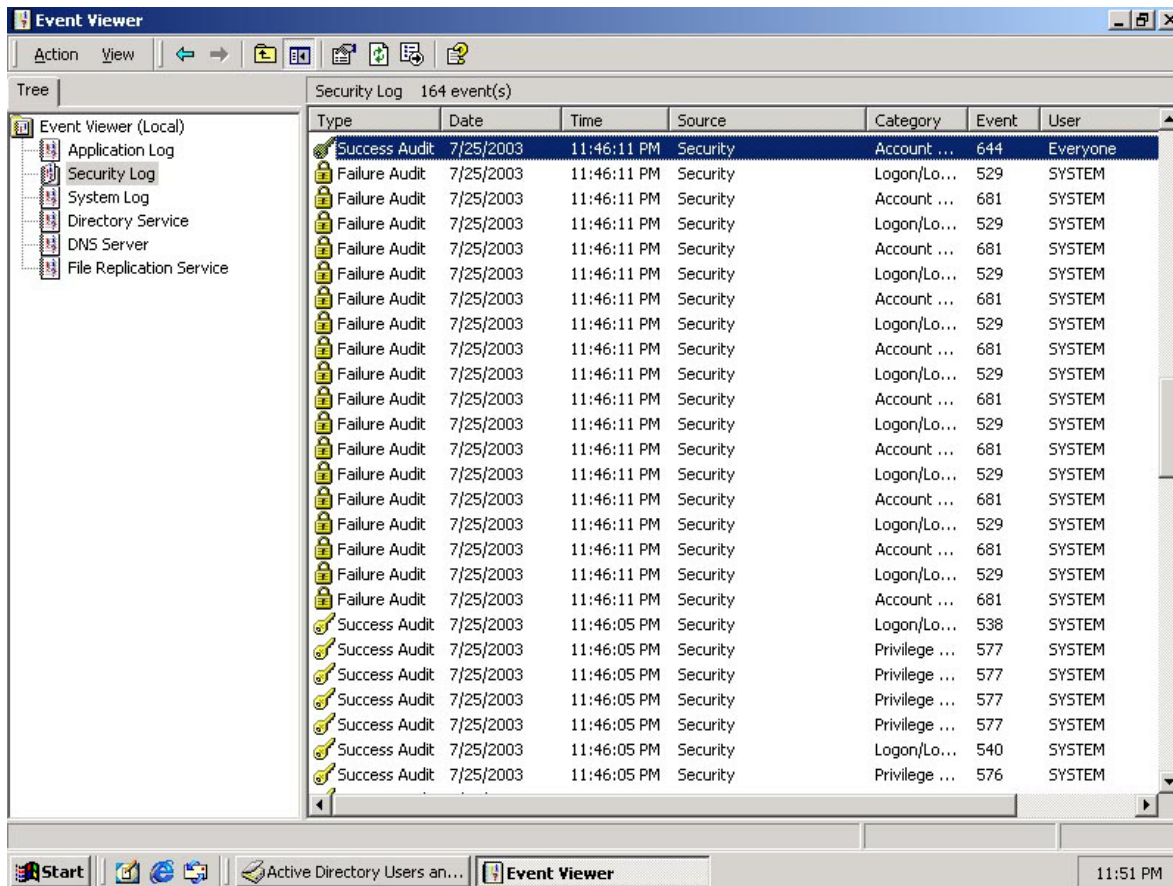 Event Viewer
Action View
Tree
Security Log 164 event(s)
Event Viewer (Local)
Application Log
Security Log
System Log
Directory Service
DNS Server
File Replication Service
Type Date Time Source Category Event User
Success Audit 7/25/2003 11:46:11 PM Security Account ... 644 Everyone
Failure Audit 7/25/2003 11:46:11 PM Security Logon/Lo... 529 SYSTEM
Failure Audit 7/25/2003 11:46:11 PM Security Account ... 681 SYSTEM
Failure Audit 7/25/2003 11:46:11 PM Security Logon/Lo... 529 SYSTEM
Failure Audit 7/25/2003 11:46:11 PM Security Account ... 681 SYSTEM
Failure Audit 7/25/2003 11:46:11 PM Security Logon/Lo... 529 SYSTEM
Failure Audit 7/25/2003 11:46:11 PM Security Account ... 681 SYSTEM
Failure Audit 7/25/2003 11:46:11 PM Security Logon/Lo... 529 SYSTEM
Failure Audit 7/25/2003 11:46:11 PM Security Account ... 681 SYSTEM
Failure Audit 7/25/2003 11:46:11 PM Security Logon/Lo... 529 SYSTEM
Failure Audit 7/25/2003 11:46:11 PM Security Account ... 681 SYSTEM
Failure Audit 7/25/2003 11:46:11 PM Security Logon/Lo... 529 SYSTEM
Failure Audit 7/25/2003 11:46:11 PM Security Account ... 681 SYSTEM
Failure Audit 7/25/2003 11:46:11 PM Security Logon/Lo... 529 SYSTEM
Failure Audit 7/25/2003 11:46:11 PM Security Account ... 681 SYSTEM
Failure Audit 7/25/2003 11:46:11 PM Security Logon/Lo... 529 SYSTEM
Failure Audit 7/25/2003 11:46:11 PM Security Account ... 681 SYSTEM
Failure Audit 7/25/2003 11:46:11 PM Security Logon/Lo... 529 SYSTEM
Failure Audit 7/25/2003 11:46:11 PM Security Account ... 681 SYSTEM
Success Audit 7/25/2003 11:46:05 PM Security Logon/Lo... 538 SYSTEM
Success Audit 7/25/2003 11:46:05 PM Security Privilege ... 577 SYSTEM
Success Audit 7/25/2003 11:46:05 PM Security Privilege ... 577 SYSTEM
Success Audit 7/25/2003 11:46:05 PM Security Privilege ... 577 SYSTEM
Success Audit 7/25/2003 11:46:05 PM Security Privilege ... 577 SYSTEM
Success Audit 7/25/2003 11:46:05 PM Security Logon/Lo... 540 SYSTEM
Success Audit 7/25/2003 11:46:05 PM Security Privilege ... 576 SYSTEM
Start Active Directory Users an... Event Viewer 11:51 PM